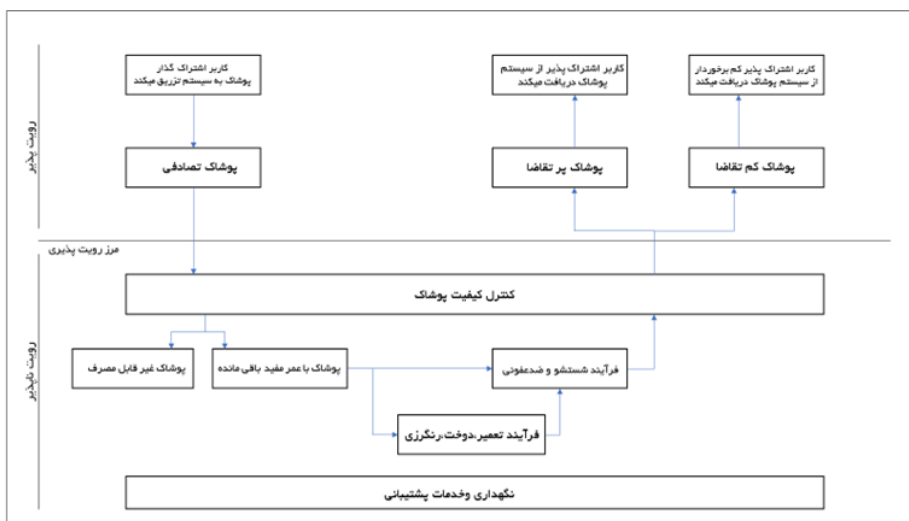 کاربر اشتراک گذار
پوشاک به سیستم تزریق میکند
کاربر اشتراک پذیر از سیستم
پوشاک دریافت میکند
کاربر اشتراک پذیر کم برخوردار
از سیستم پوشاک دریافت میکند
رویت پذیر
پوشاک تصادفی
پوشاک پر تقاضا
پوشاک کم تقاضا
مرز رویت پذیری
کنترل کیفیت پوشاک
رویت ناپذیر
پوشاک غیر قابل مصرف
پوشاک با عمر مفید باقی مانده
فرآیند شستشو و ضدعفونی
فرآیند تعمیر،دوخت،رنگرزی
نگهداری وخدمات پشتیبانی